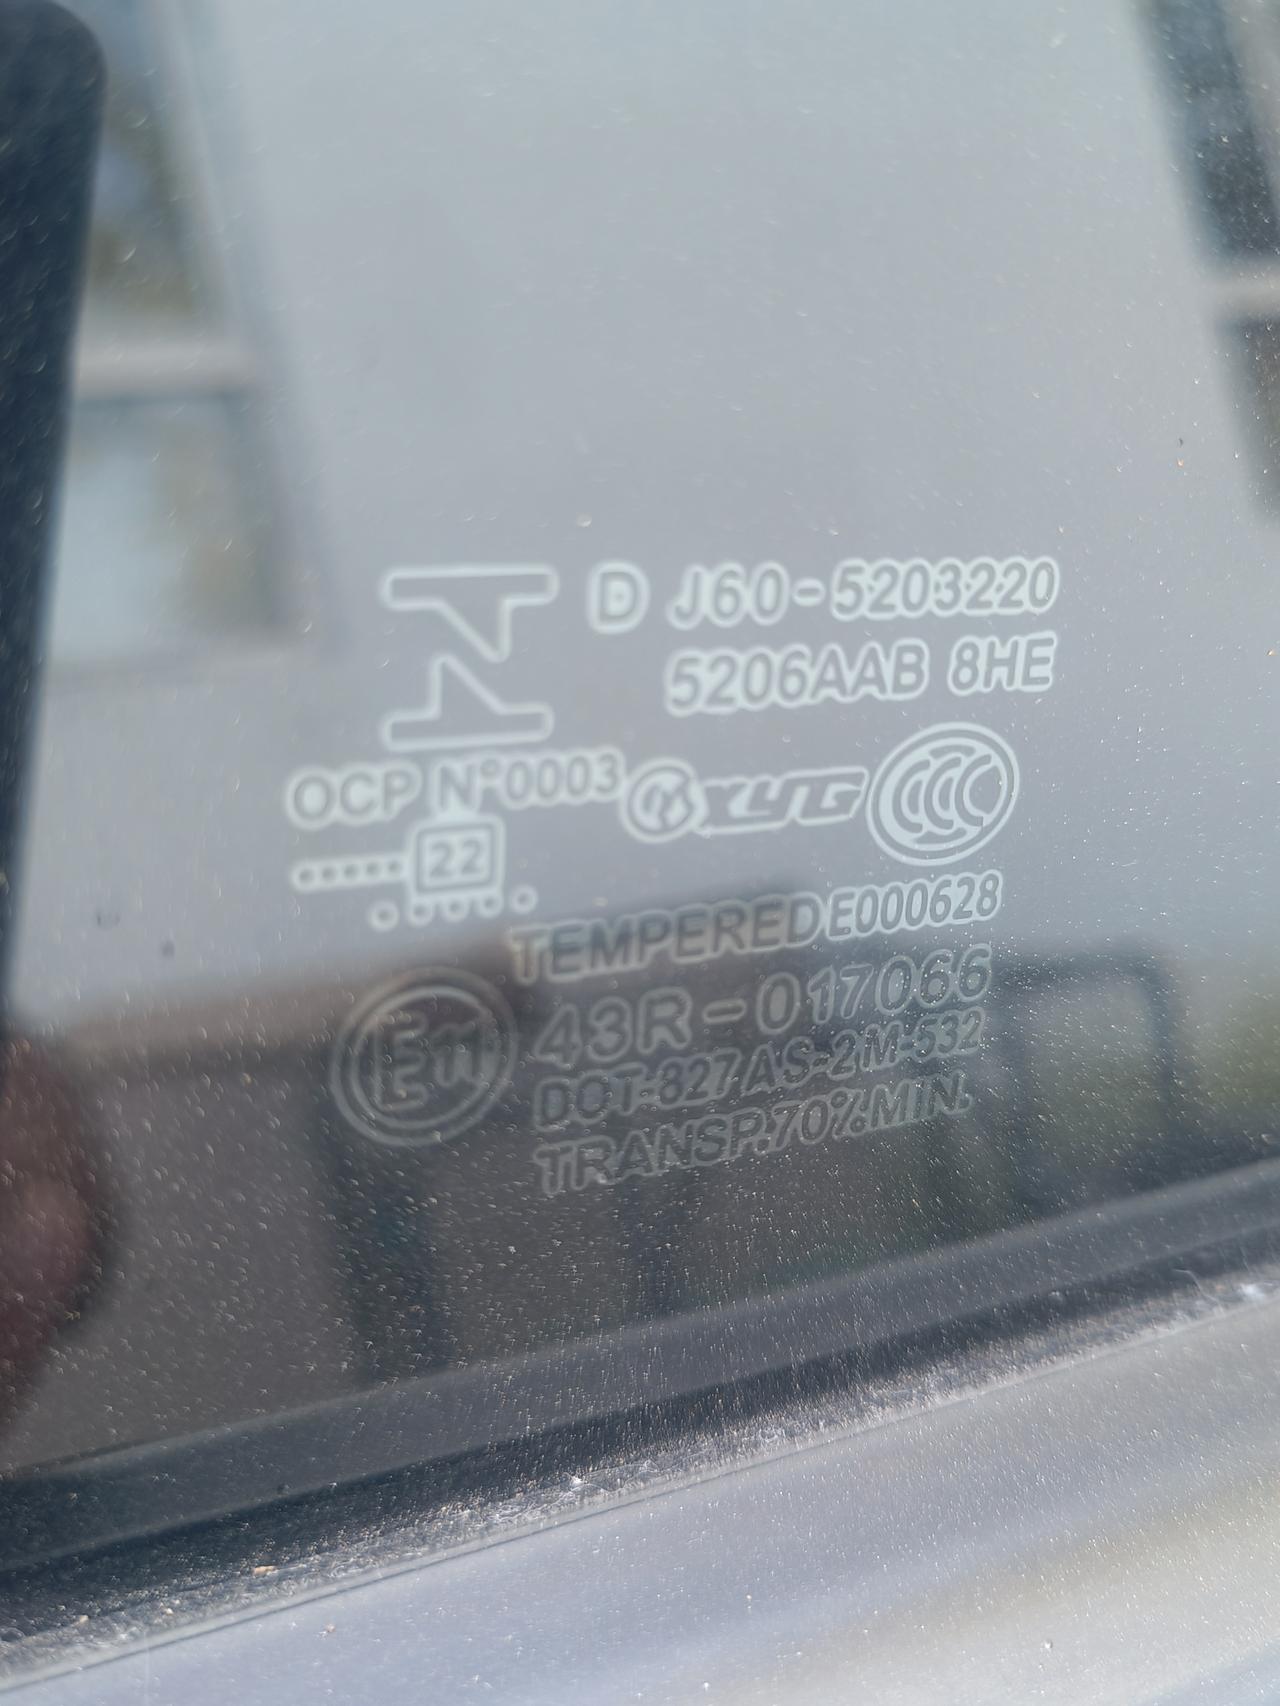 D J60-5203220
5206AAB 8HE
OCP N°0003 XYG CCC
22
TEMPERED E000628
E11 43R-017066
DOT-827 AS-2 M-532
TRANSP.70%MIN.